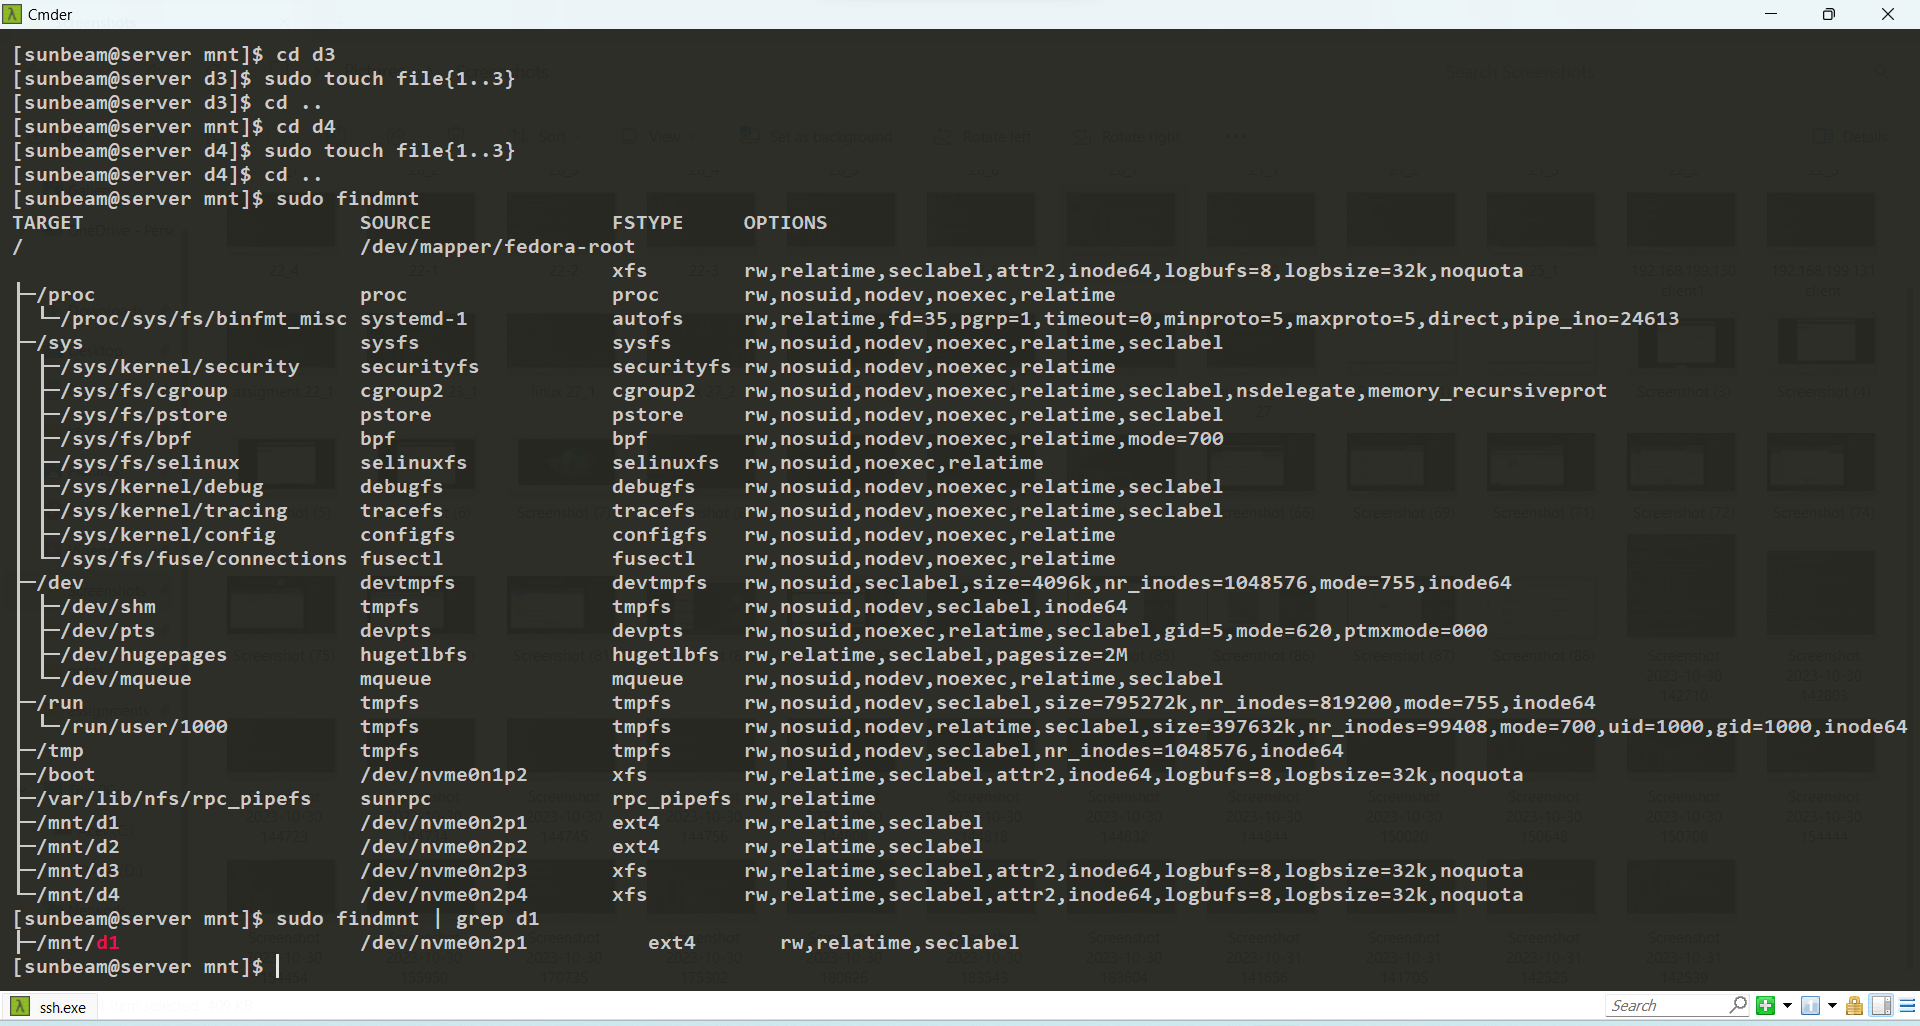 Cmder
[sunbeam@server mnt]$ cd d3
[sunbeam@server d3]$ sudo touch file{1..3}
[sunbeam@server d3]$ cd ..
[sunbeam@server mnt]$ cd d4
[sunbeam@server d4]$ sudo touch file{1..3}
[sunbeam@server d4]$ cd ..
[sunbeam@server mnt]$ sudo findmnt
TARGET SOURCE FSTYPE OPTIONS
/ /dev/mapper/fedora-root
xfs rw,relatime,seclabel,attr2,inode64,logbufs=8,logbsize=32k,noquota
├─/proc proc proc rw,nosuid,nodev,noexec,relatime
│ └─/proc/sys/fs/binfmt_misc systemd-1 autofs rw,relatime,fd=35,pgrp=1,timeout=0,minproto=5,maxproto=5,direct,pipe_ino=24613
├─/sys sysfs sysfs rw,nosuid,nodev,noexec,relatime,seclabel
│ ├─/sys/kernel/security securityfs securityfs rw,nosuid,nodev,noexec,relatime
│ ├─/sys/fs/cgroup cgroup2 cgroup2 rw,nosuid,nodev,noexec,relatime,seclabel,nsdelegate,memory_recursiveprot
│ ├─/sys/fs/pstore pstore pstore rw,nosuid,nodev,noexec,relatime,seclabel
│ ├─/sys/fs/bpf bpf bpf rw,nosuid,nodev,noexec,relatime,mode=700
│ ├─/sys/fs/selinux selinuxfs selinuxfs rw,nosuid,noexec,relatime
│ ├─/sys/kernel/debug debugfs debugfs rw,nosuid,nodev,noexec,relatime,seclabel
│ ├─/sys/kernel/tracing tracefs tracefs rw,nosuid,nodev,noexec,relatime,seclabel
│ ├─/sys/kernel/config configfs configfs rw,nosuid,nodev,noexec,relatime
│ └─/sys/fs/fuse/connections fusectl fusectl rw,nosuid,nodev,noexec,relatime
├─/dev devtmpfs devtmpfs rw,nosuid,seclabel,size=4096k,nr_inodes=1048576,mode=755,inode64
│ ├─/dev/shm tmpfs tmpfs rw,nosuid,nodev,seclabel,inode64
│ ├─/dev/pts devpts devpts rw,nosuid,noexec,relatime,seclabel,gid=5,mode=620,ptmxmode=000
│ ├─/dev/hugepages hugetlbfs hugetlbfs rw,relatime,seclabel,pagesize=2M
│ └─/dev/mqueue mqueue mqueue rw,nosuid,nodev,noexec,relatime,seclabel
├─/run tmpfs tmpfs rw,nosuid,nodev,seclabel,size=795272k,nr_inodes=819200,mode=755,inode64
│ └─/run/user/1000 tmpfs tmpfs rw,nosuid,nodev,relatime,seclabel,size=397632k,nr_inodes=99408,mode=700,uid=1000,gid=1000,inode64
├─/tmp tmpfs tmpfs rw,nosuid,nodev,seclabel,nr_inodes=1048576,inode64
├─/boot /dev/nvme0n1p2 xfs rw,relatime,seclabel,attr2,inode64,logbufs=8,logbsize=32k,noquota
├─/var/lib/nfs/rpc_pipefs sunrpc rpc_pipefs rw,relatime
├─/mnt/d1 /dev/nvme0n2p1 ext4 rw,relatime,seclabel
├─/mnt/d2 /dev/nvme0n2p2 ext4 rw,relatime,seclabel
├─/mnt/d3 /dev/nvme0n2p3 xfs rw,relatime,seclabel,attr2,inode64,logbufs=8,logbsize=32k,noquota
└─/mnt/d4 /dev/nvme0n2p4 xfs rw,relatime,seclabel,attr2,inode64,logbufs=8,logbsize=32k,noquota
[sunbeam@server mnt]$ sudo findmnt | grep d1
├─/mnt/d1 /dev/nvme0n2p1 ext4 rw,relatime,seclabel
[sunbeam@server mnt]$
ssh.exe
Search